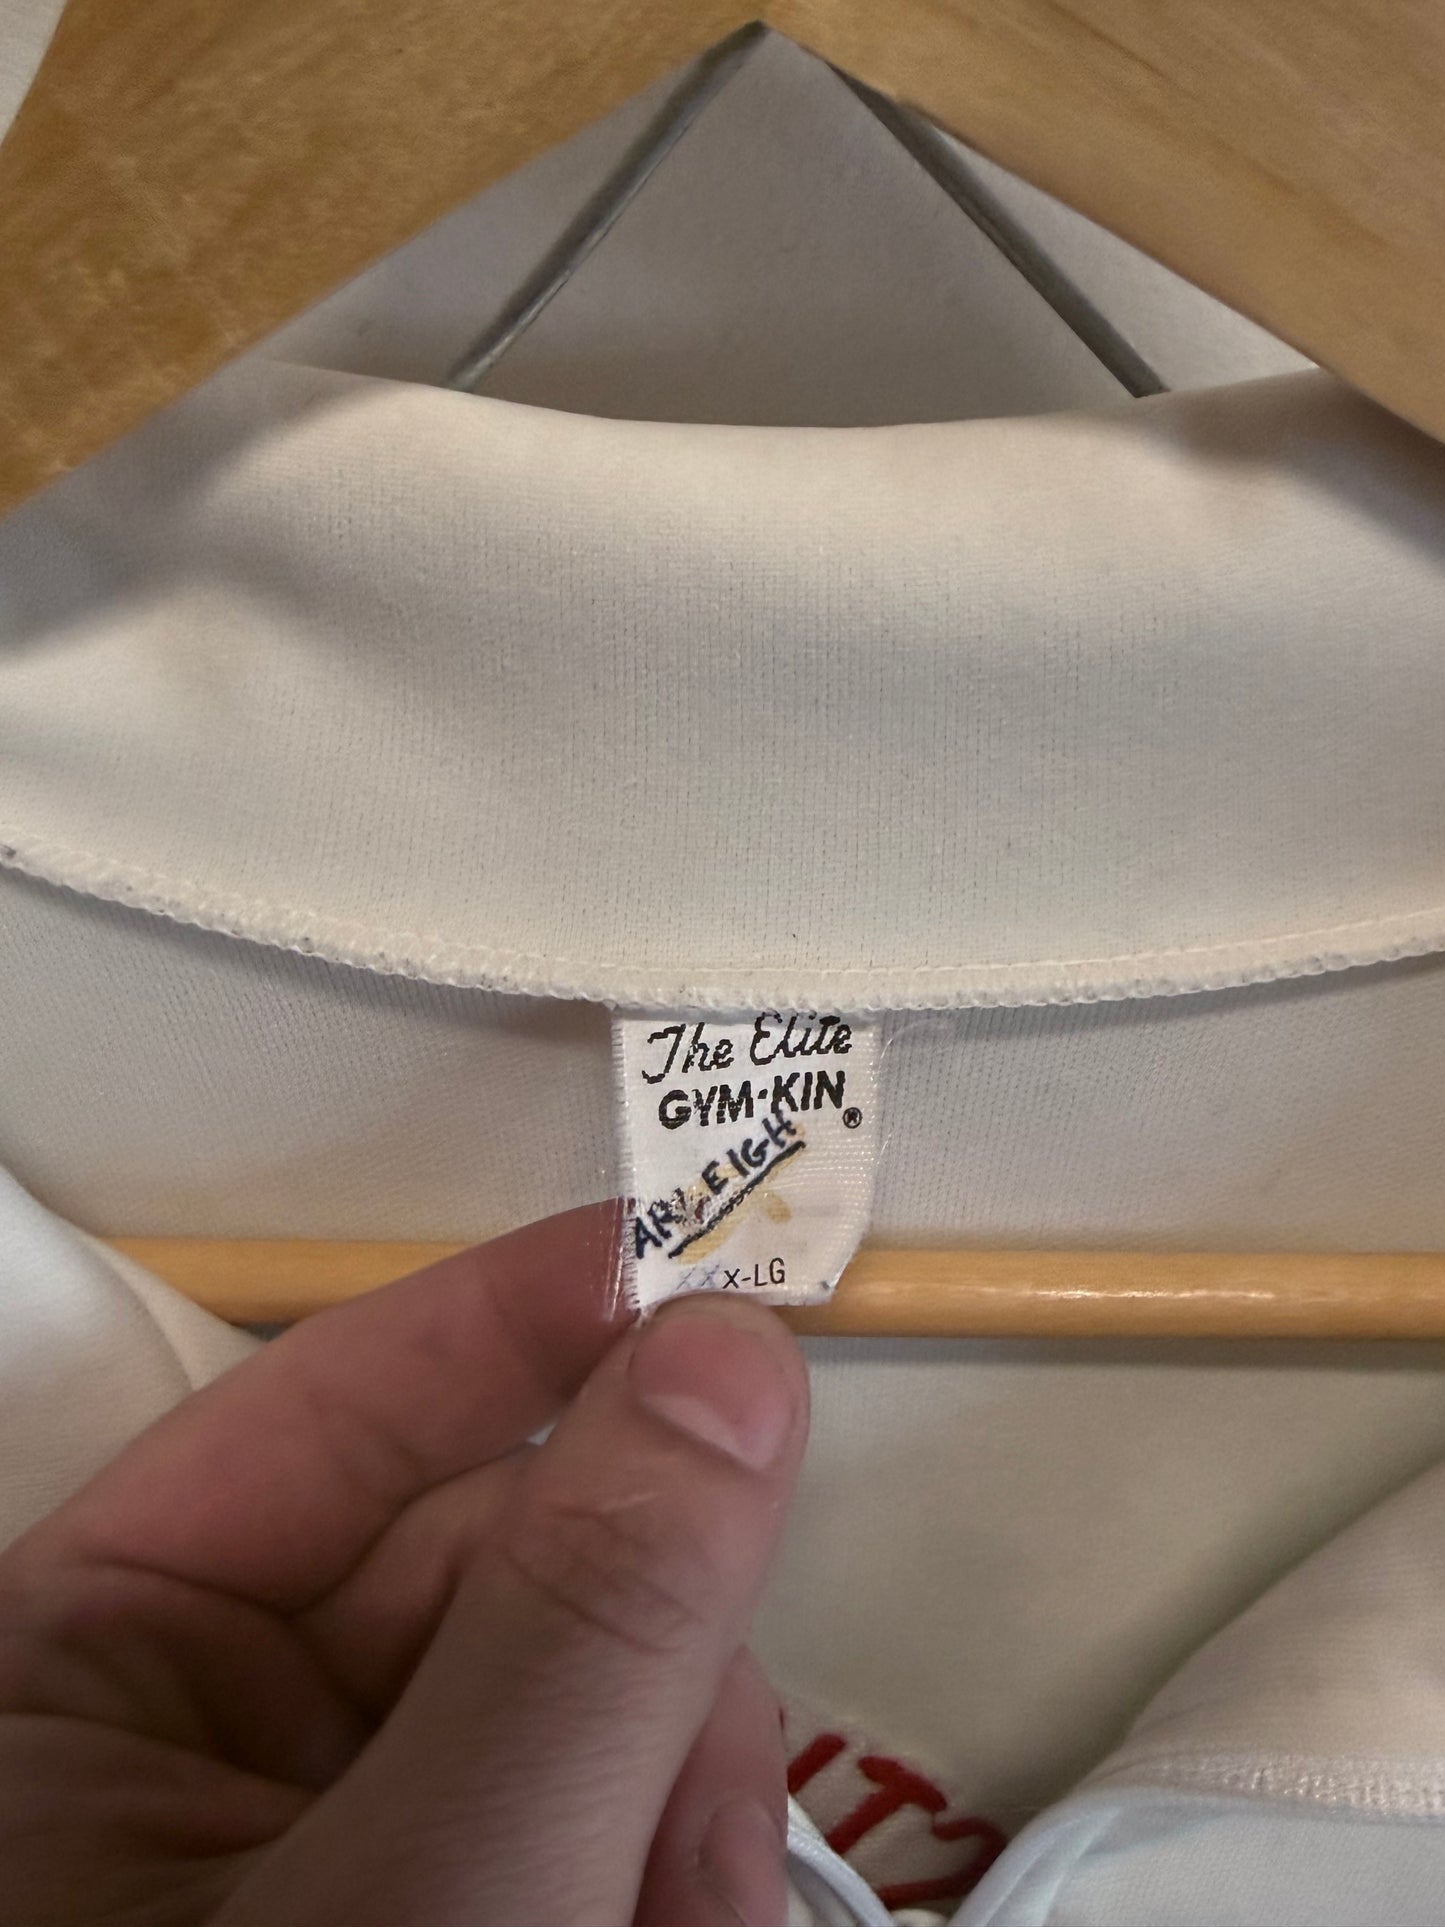 The Elite
GYM·KIN®
ARLEIGH
XXX-LG